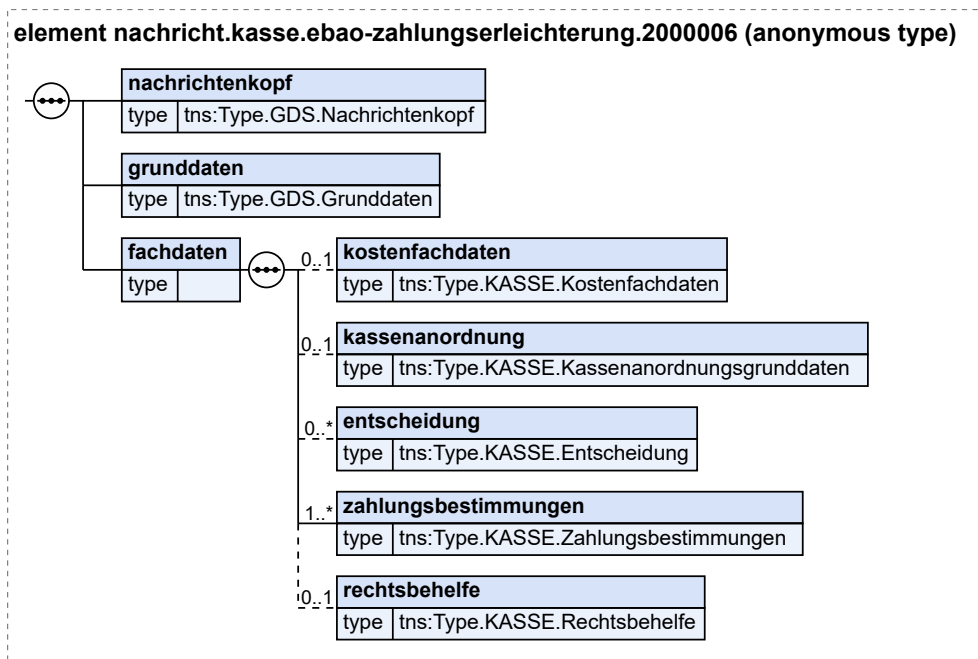 element nachricht.kasse.ebao-zahlungserleichterung.2000006 (anonymous type)
nachrichtenkopf
type tns:Type.GDS.Nachrichtenkopf
grunddaten
type tns:Type.GDS.Grunddaten
fachdaten
type
0..1 kostenfachdaten
type tns:Type.KASSE.Kostenfachdaten
0..1 kassenanordnung
type tns:Type.KASSE.Kassenanordnungsgrunddaten
0..* entscheidung
type tns:Type.KASSE.Entscheidung
1..* zahlungsbestimmungen
type tns:Type.KASSE.Zahlungsbestimmungen
0..1 rechtsbehelfe
type tns:Type.KASSE.Rechtsbehelfe